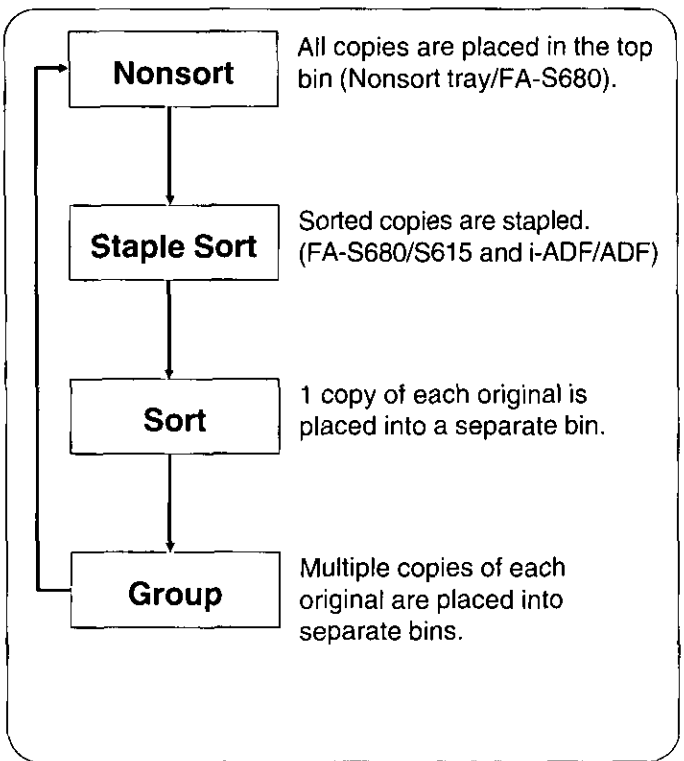 Nonsort
All copies are placed in the top
bin (Nonsort tray/FA-S680).
Staple Sort
Sorted copies are stapled.
(FA-S680/S615 and i-ADF/ADF)
Sort
1 copy of each original is
placed into a separate bin.
Group
Multiple copies of each
original are placed into
separate bins.